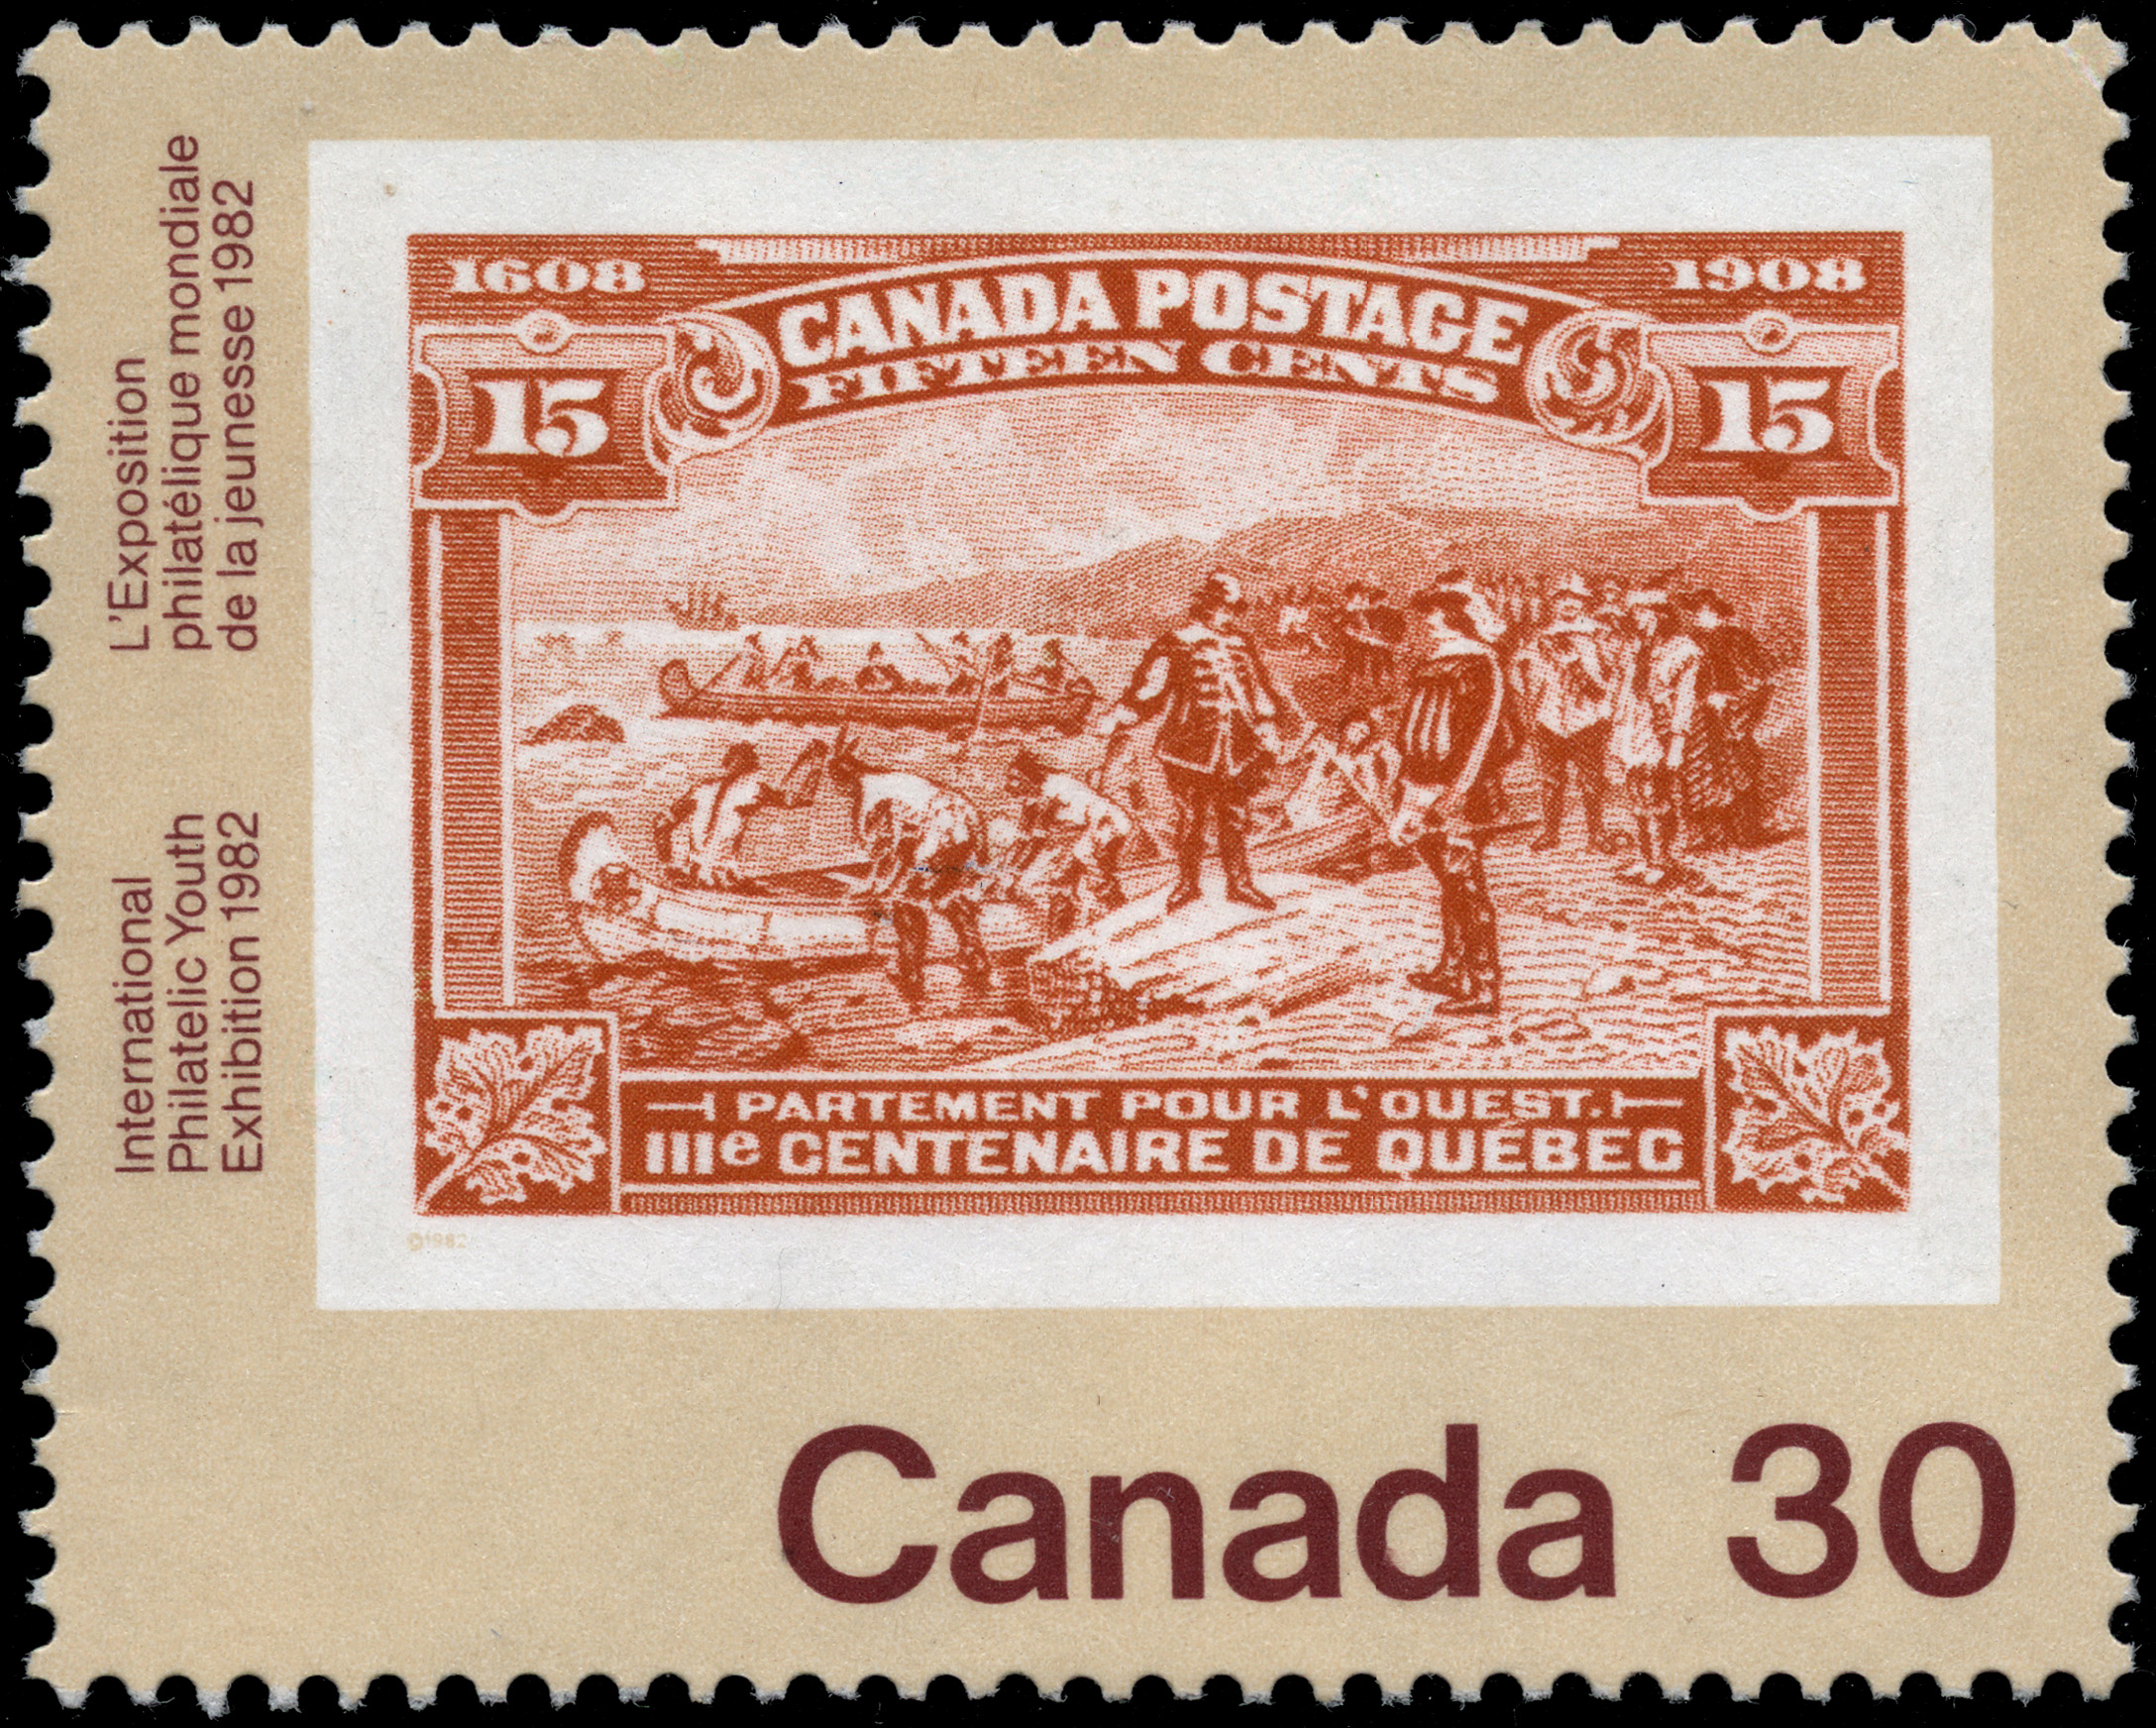 L'Exposition
philatélique mondiale
de la jeunesse 1982
International
Philatelic Youth
Exhibition 1982
1608
1908
CANADA POSTAGE
FIFTEEN CENTS
15
15
PARTEMENT POUR L'OUEST.
IIIe CENTENAIRE DE QUÉBEC
©1982
Canada 30